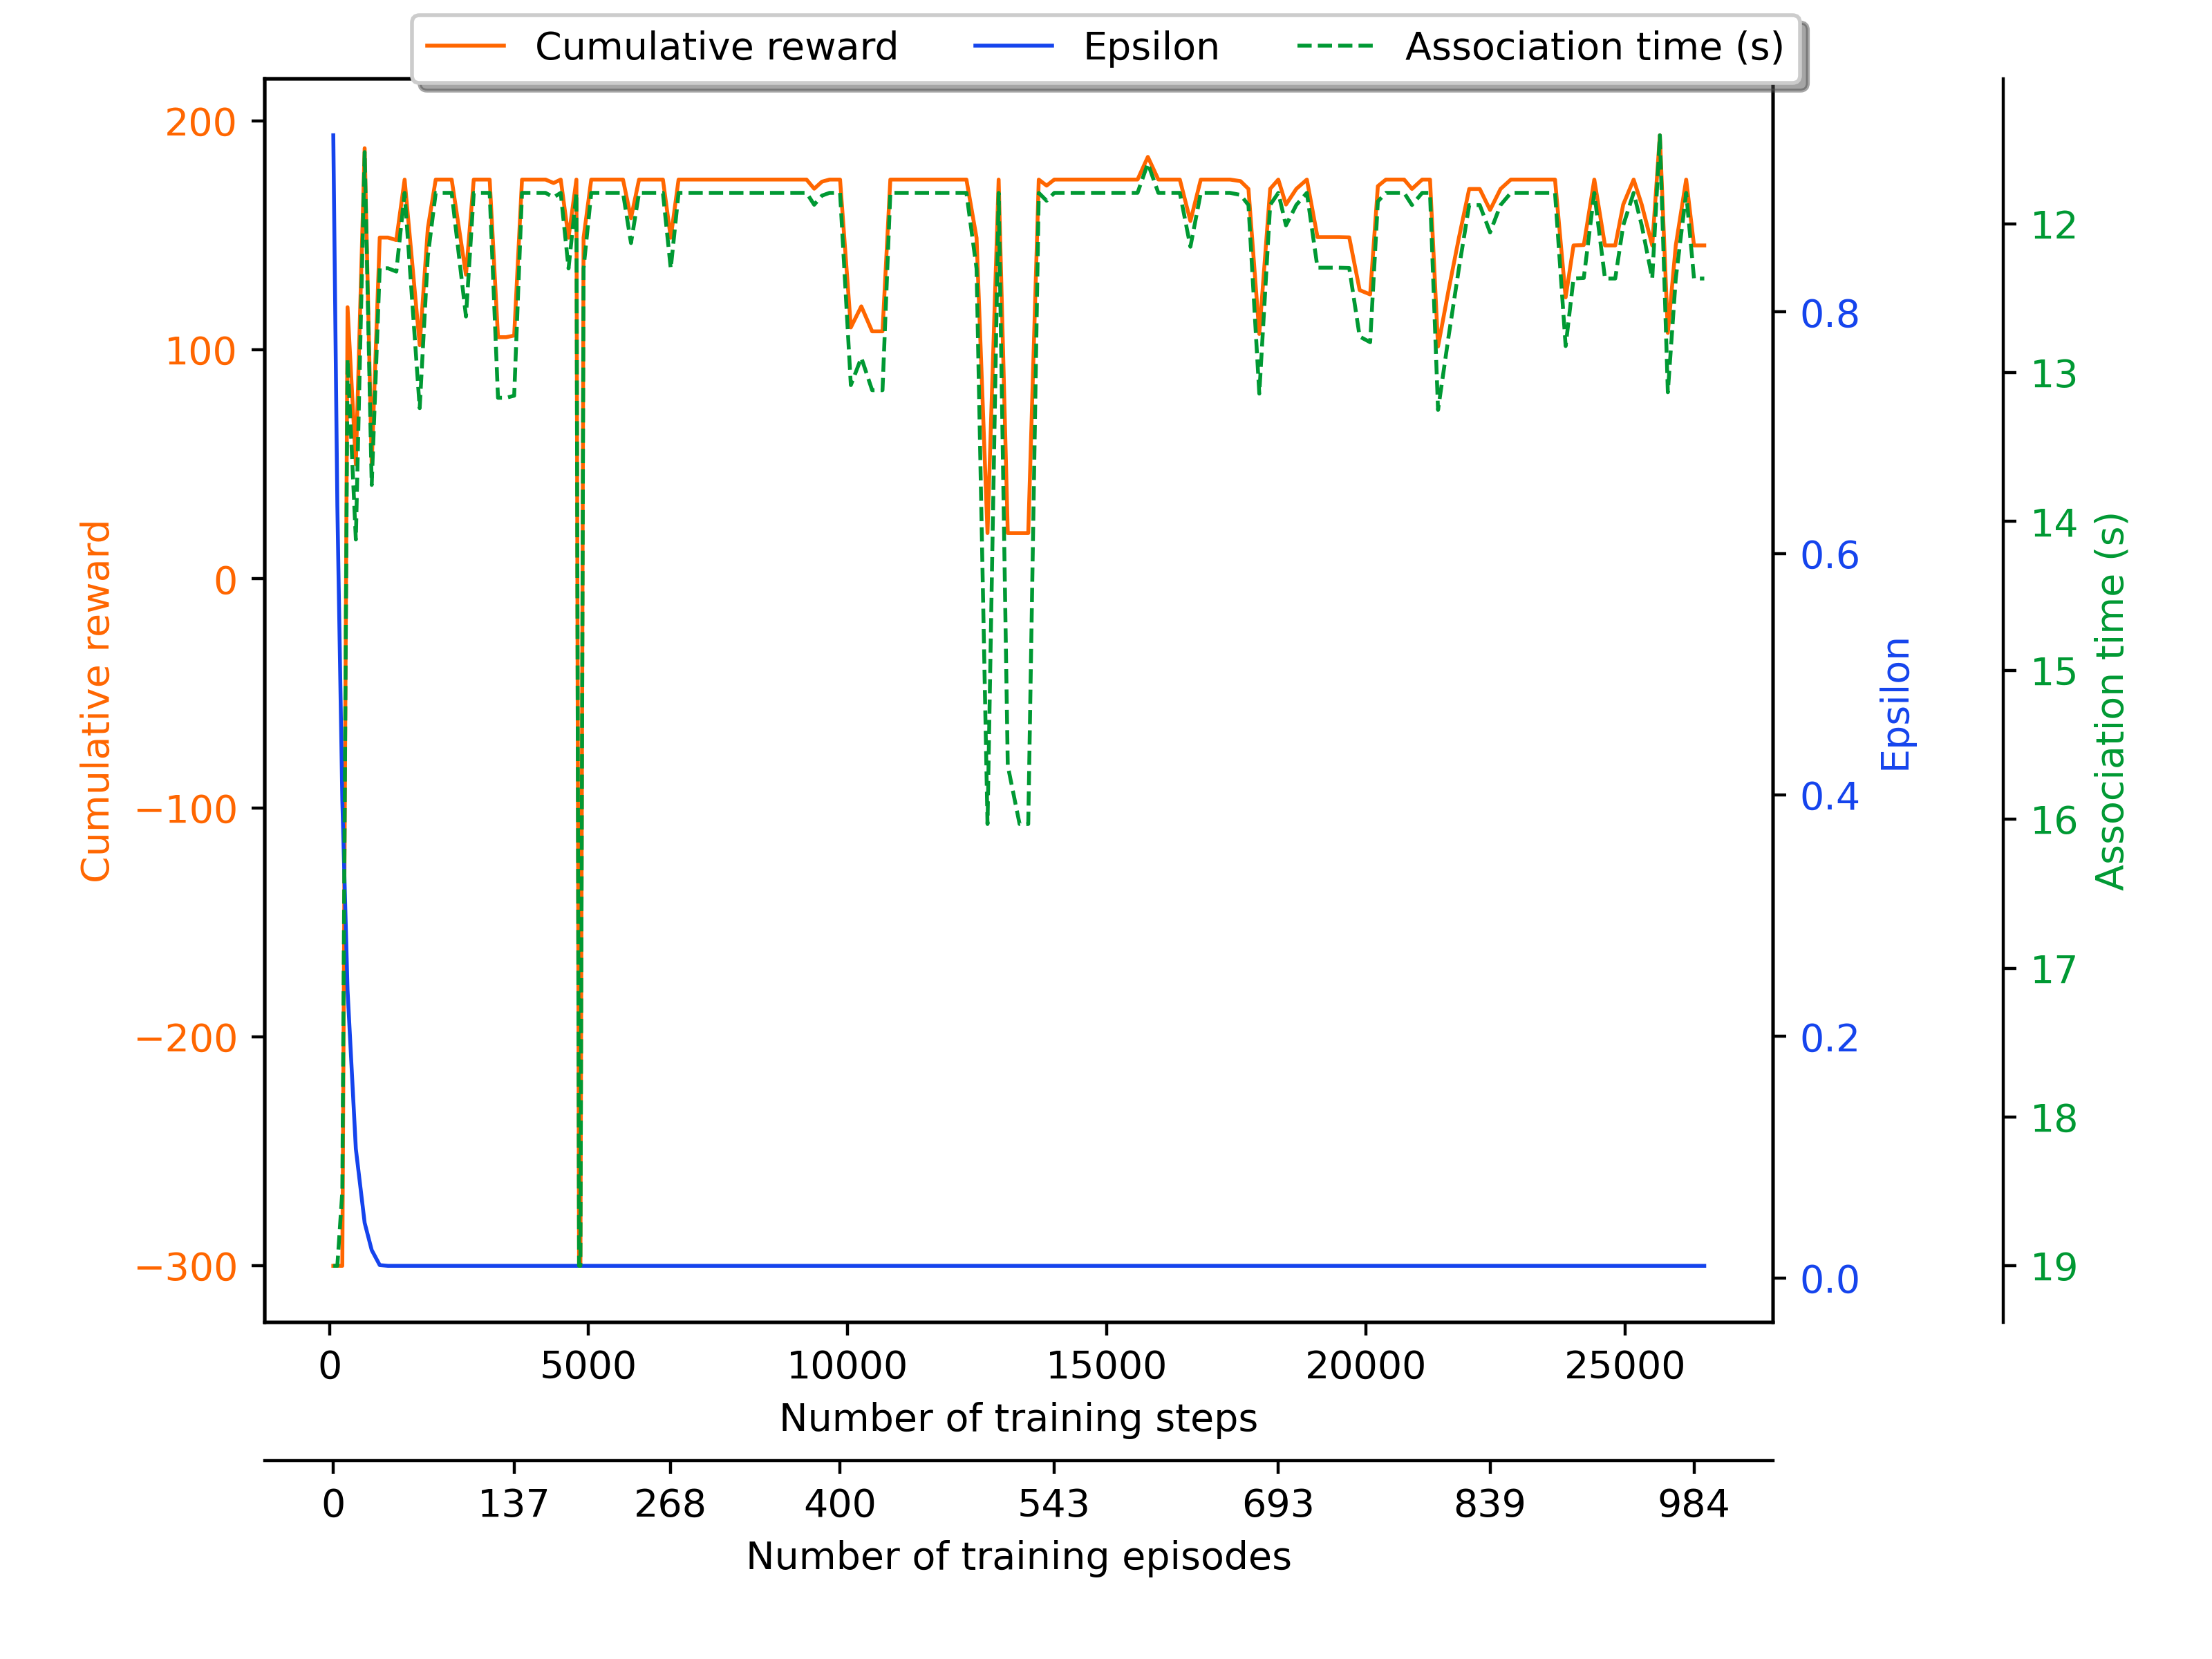 Cumulative reward Epsilon Association time (s)
200
100
0
−100
−200
−300
Cumulative reward
0.8
0.6
0.4
0.2
0.0
Epsilon
12
13
14
15
16
17
18
19
Association time (s)
0 5000 10000 15000 20000 25000
Number of training steps
0 137 268 400 543 693 839 984
Number of training episodes